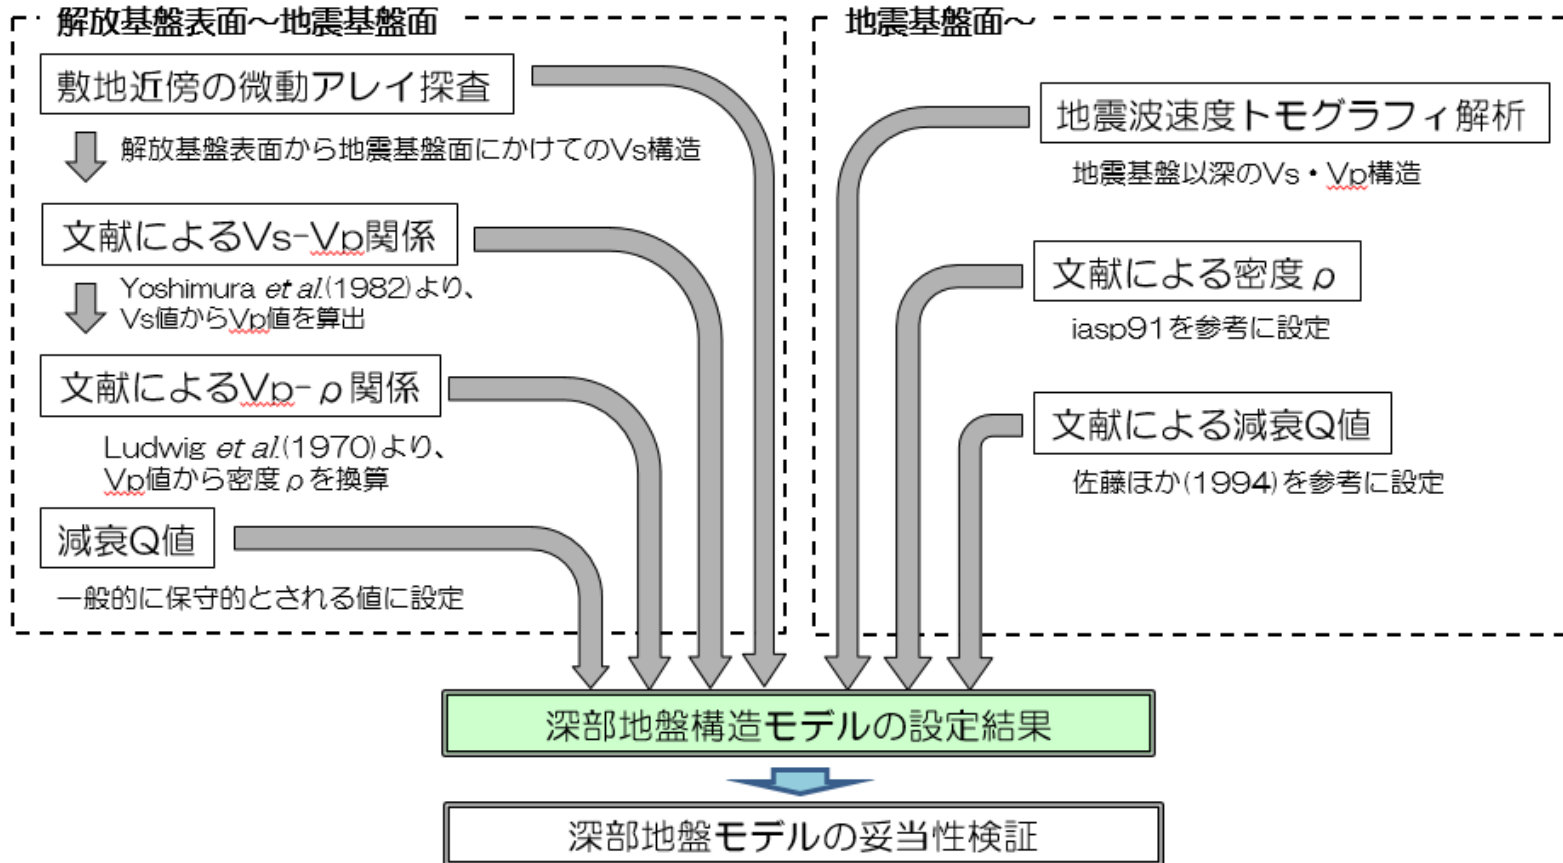 解放基盤表面~地震基盤面
敷地近傍の微動アレイ探査
解放基盤表面から地震基盤面にかけてのVs構造
文献によるVs-Vp関係
Yoshimura et al.(1982)より、
Vs値からVp値を算出
文献によるVp-ρ関係
Ludwig et al.(1970)より、
Vp値から密度ρを換算
減衰Q値
一般的に保守的とされる値に設定
地震基盤面~
地震波速度トモグラフィ解析
地震基盤以深のVs・Vp構造
文献による密度ρ
iasp91を参考に設定
文献による減衰Q値
佐藤ほか(1994)を参考に設定
深部地盤構造モデルの設定結果
深部地盤モデルの妥当性検証